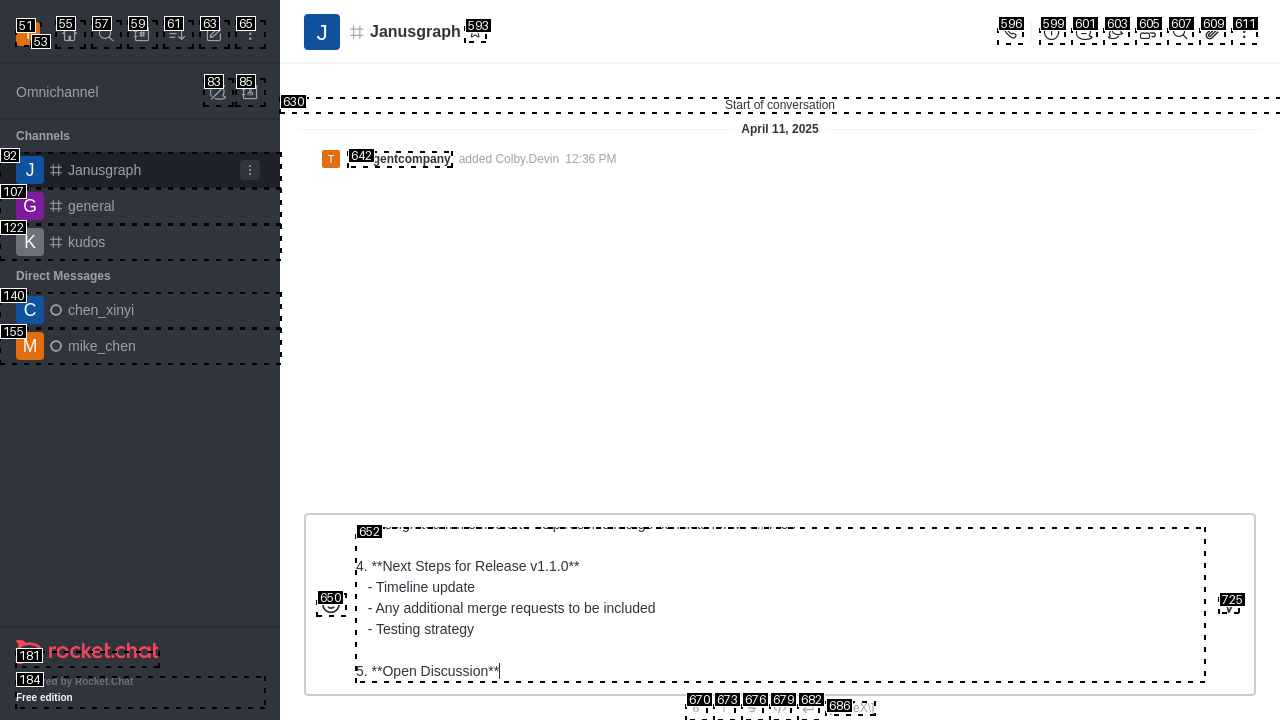 51
53
55
57
59
61
63
65
J
Janusgraph
593
596
599
601
603
605
607
609
611
Omnichannel
83
85
630
Start of conversation
April 11, 2025
Channels
92
J
Janusgraph
T
642
gentcompany added Colby.Devin 12:36 PM
107
G
general
122
K
kudos
Direct Messages
140
C
chen_xinyi
155
M
mike_chen
652
4. **Next Steps for Release v1.1.0**
- Timeline update
- Any additional merge requests to be included
- Testing strategy
5. **Open Discussion**
650
725
181
rocket.chat
184
ed by Rocket.Chat
Free edition
670
673
676
679
682
686